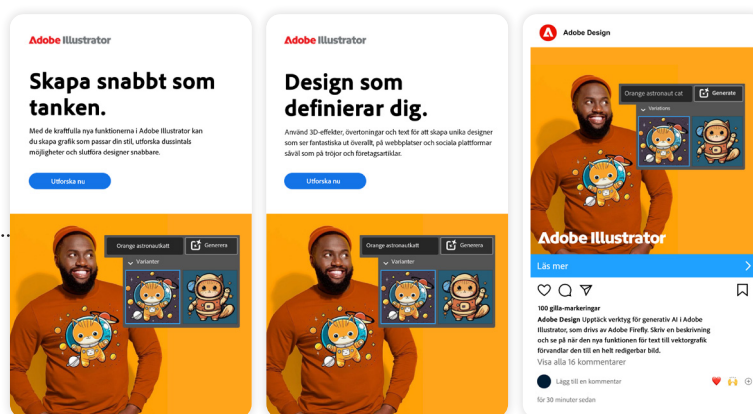 Adobe Illustrator
Skapa snabbt som
tanken.
Med de kraftfulla nya funktionerna i Adobe Illustrator kan
du skapa grafik som passar din stil, utforska dussintals
möjligheter och slutföra designer snabbare.
Utforska nu
Orange astronautkatt
Generera
Varianter
Adobe Illustrator
Design som
definierar dig.
Använd 3D-effekter, övertoningar och text för att skapa unika designer
som ser fantastiska ut överallt, på webbplatser och sociala plattformar
såväl som på tröjor och företagsartiklar.
Utforska nu
Orange astronautkatt
Generera
Varianter
Adobe Design
Orange astronaut cat
Generate
Variations
Adobe Illustrator
Läs mer
100 gilla-markeringar
Adobe Design Upptäck verktyg för generativ AI i Adobe
Illustrator, som drivs av Adobe Firefly. Skriv en beskrivning
och se på när den nya funktionen för text till vektorgrafik
förvandlar den till en helt redigerbar bild.
Visa alla 16 kommentarer
Lägg till en kommentar
för 30 minuter sedan